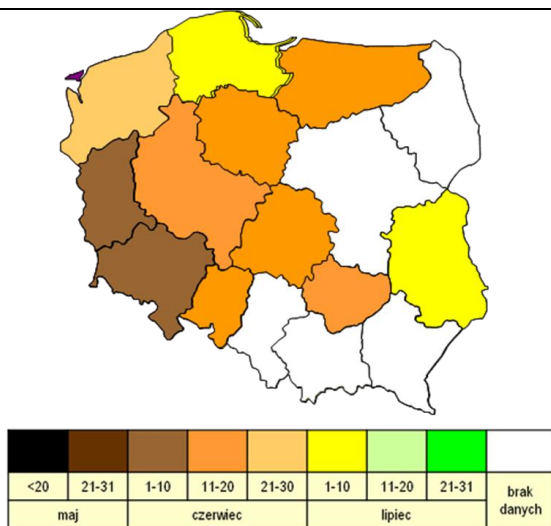 <20 21-31 1-10 11-20 21-30 1-10 11-20 21-31 brak
maj czerwiec lipiec danych